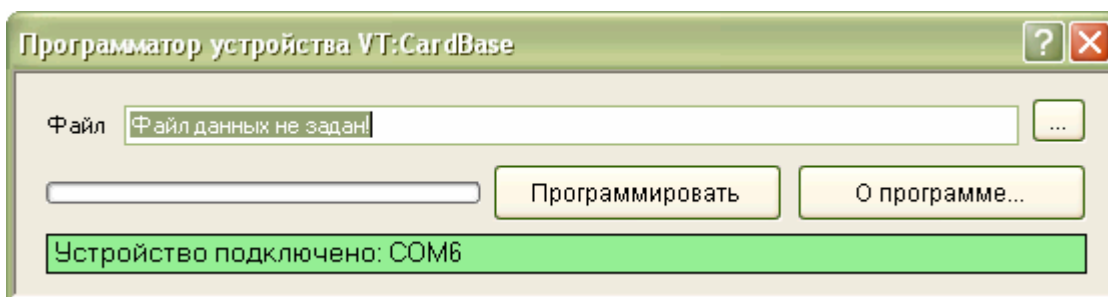 Программатор устройства VT:CardBase ?
Файл Файл данных не задан! ...
Программировать О программе...
Устройство подключено: COM6